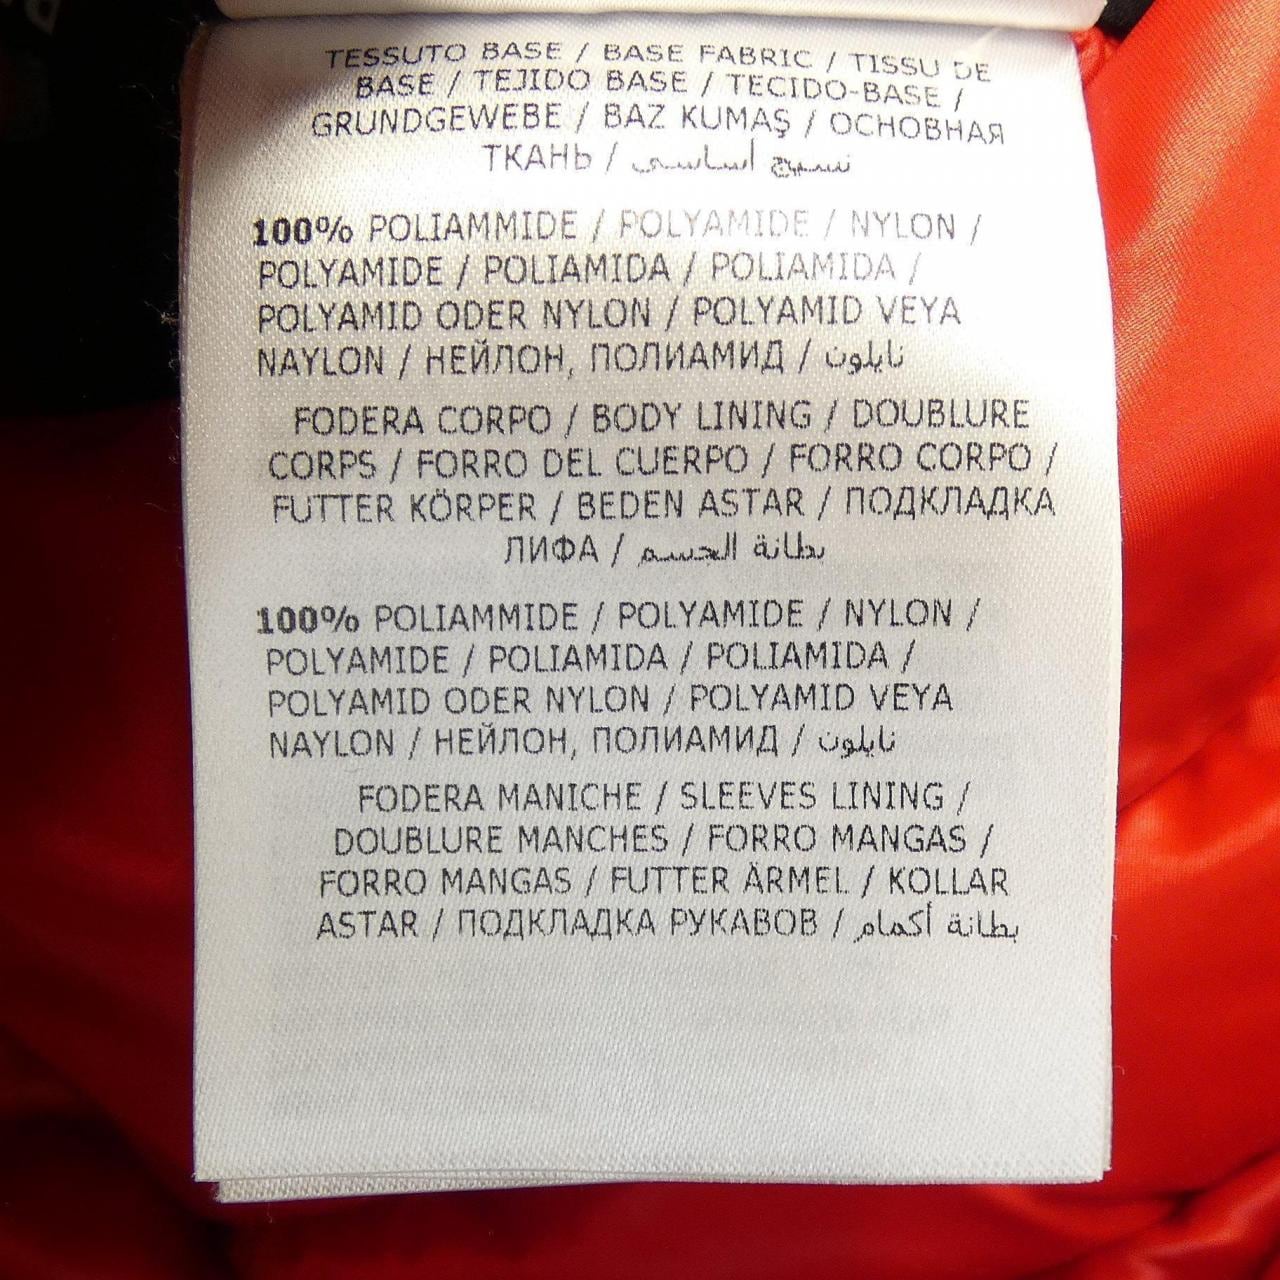 TESSUTO BASE / BASE FABRIC / TISSU DE
BASE / TEJIDO BASE / TECIDO-BASE /
GRUNDGEWEBE / BAZ KUMAŞ / ОСНОВНАЯ
ТКАНЬ / نسيج أساسي
100% POLIAMMIDE / POLYAMIDE / NYLON /
POLYAMIDE / POLIAMIDA / POLIAMIDA /
POLYAMID ODER NYLON / POLYAMID VEYA
NAYLON / НЕЙЛОН, ПОЛИАМИД / نايلون
FODERA CORPO / BODY LINING / DOUBLURE
CORPS / FORRO DEL CUERPO / FORRO CORPO /
FUTTER KÖRPER / BEDEN ASTAR / ПОДКЛАДКА
ЛИФА / بطانة الجسم
100% POLIAMMIDE / POLYAMIDE / NYLON /
POLYAMIDE / POLIAMIDA / POLIAMIDA /
POLYAMID ODER NYLON / POLYAMID VEYA
NAYLON / НЕЙЛОН, ПОЛИАМИД / نايلون
FODERA MANICHE / SLEEVES LINING /
DOUBLURE MANCHES / FORRO MANGAS /
FORRO MANGAS / FUTTER ÄRMEL / KOLLAR
ASTAR / ПОДКЛАДКА РУКАВОВ / بطانة أكمام